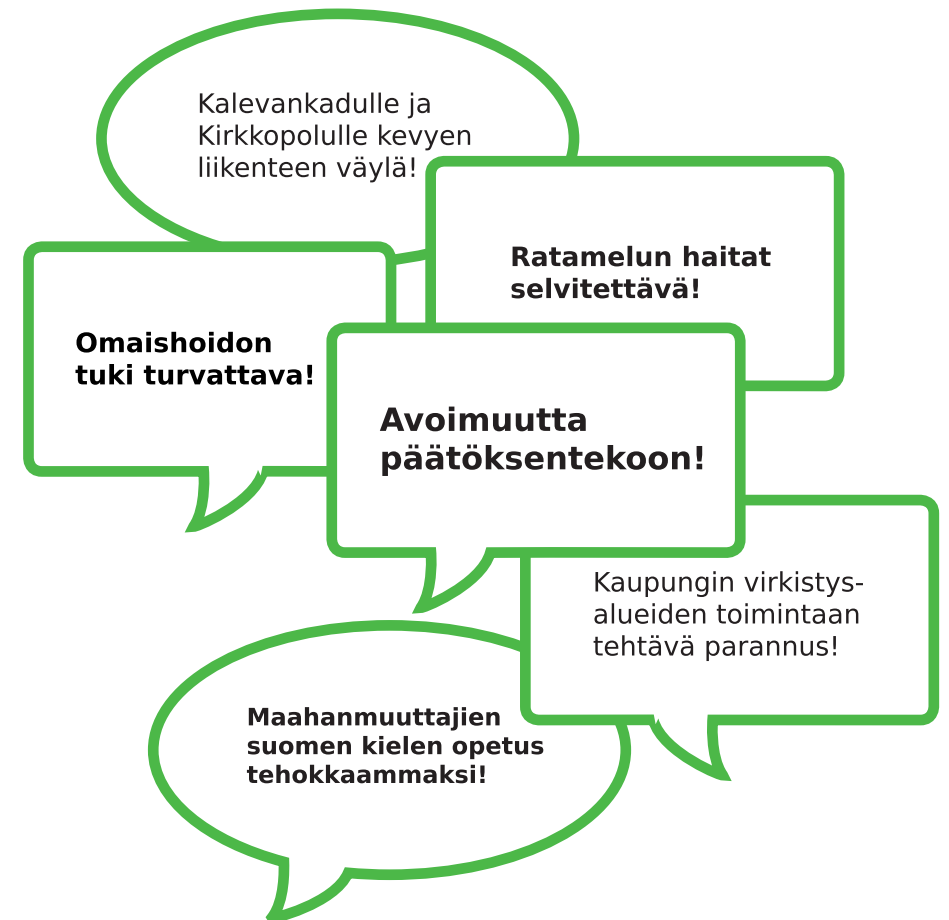 Kalevankadulle ja
Kirkkopolulle kevyen
liikenteen väylä!
Ratamelun haitat
selvitettävä!
Omaishoidon
tuki turvattava!
Avoimuutta
päätöksentekoon!
Kaupungin virkistys-
alueiden toimintaan
tehtävä parannus!
Maahanmuuttajien
suomen kielen opetus
tehokkaammaksi!